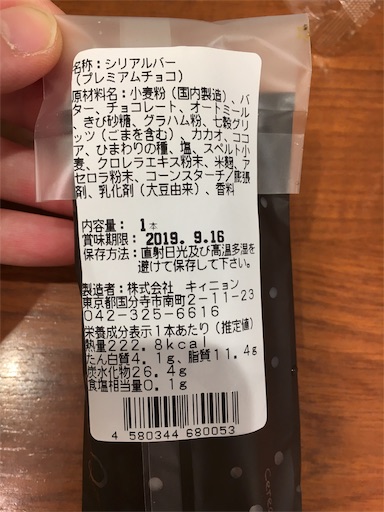 名称：シリアルバー
（プレミアムチョコ）
原材料名：小麦粉（国内製造）、バ
ター、チョコレート、オートミール
、きび砂糖、グラハム粉、七穀グリ
ッツ（ごまを含む）、カカオ、ココ
ア、ひまわりの種、塩、スペルト小
麦、クロレラエキス粉末、米麹、ア
セロラ粉末、コーンスターチ/膨張
剤、乳化剤（大豆由来）、香料
内容量： 1本
賞味期限： 2019. 9.16
保存方法：直射日光及び高温多湿を
避けて保存して下さい。
製造者：株式会社 キィニョン
東京都国分寺市南町2－11－23
042－325－6616
栄養成分表示1本あたり（推定値）
熱量222.8kcal
たん白質4.1g、脂質11.4g
炭水化物26.4g
食塩相当量0.1g
4 580344 680053